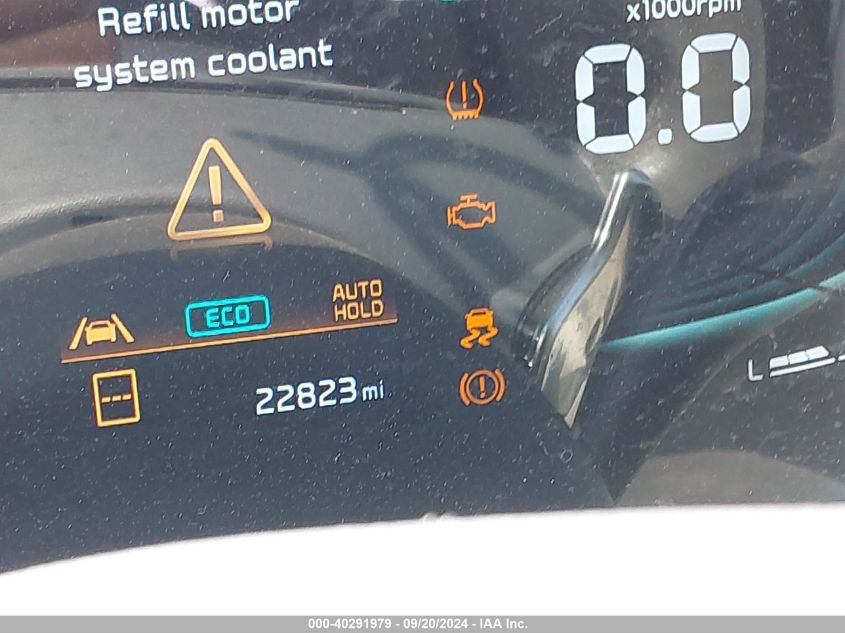 Refill motor
system coolant
x1000rpm
0.0
AUTO
HOLD
ECO
22823 mi
L
000-40291979 - 09/20/2024 - IAA Inc.